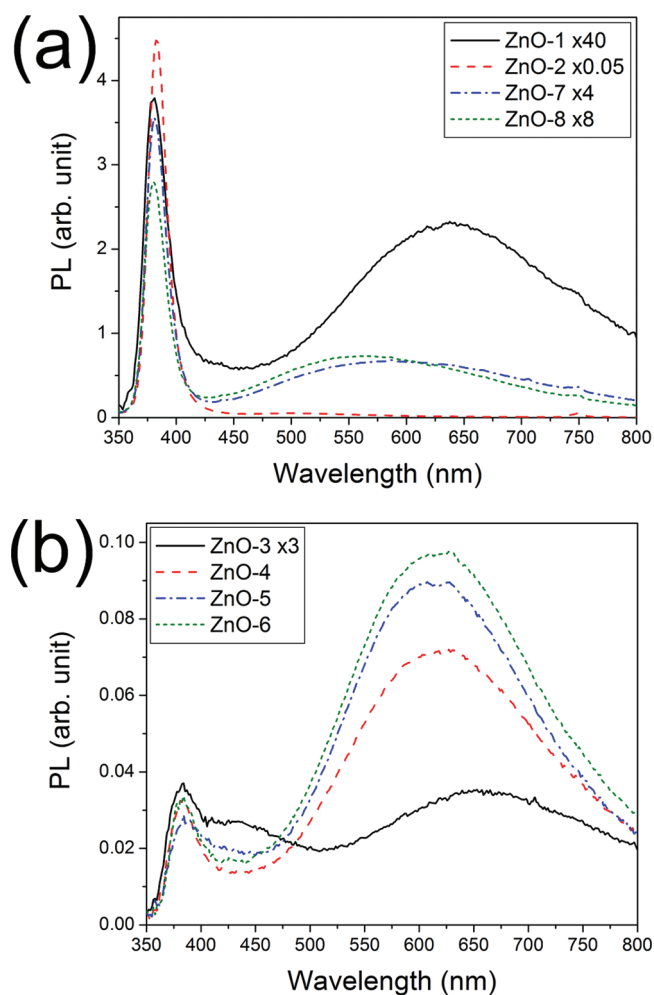 (a)
ZnO-1 x40
ZnO-2 x0.05
ZnO-7 x4
ZnO-8 x8
PL (arb. unit)
4
3
2
1
0
350 400 450 500 550 600 650 700 750 800
Wavelength (nm)
(b)
ZnO-3 x3
ZnO-4
ZnO-5
ZnO-6
PL (arb. unit)
0.10
0.08
0.06
0.04
0.02
0.00
350 400 450 500 550 600 650 700 750 800
Wavelength (nm)